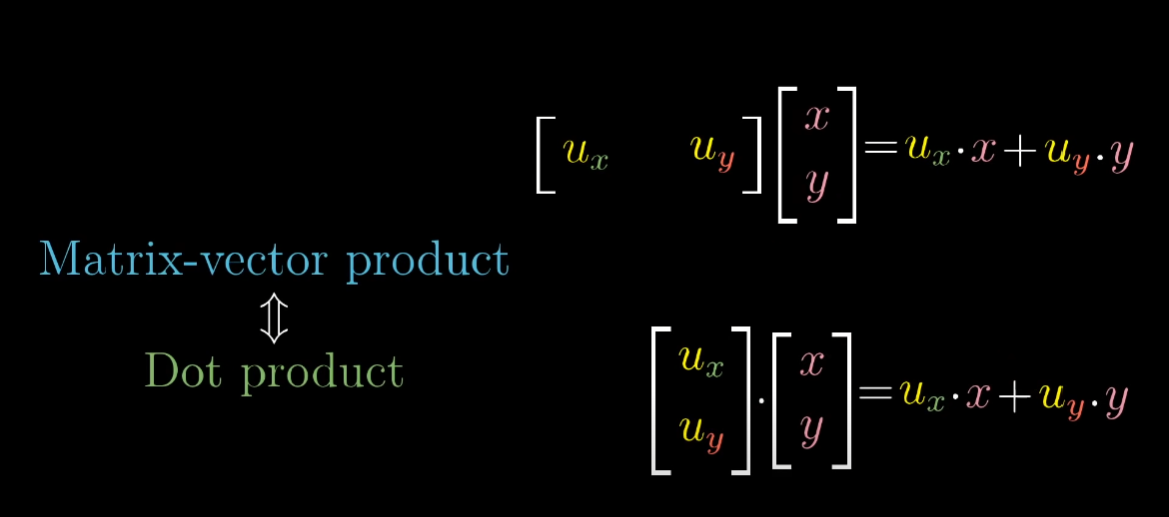 [ u_x u_y ] [ x y ] = u_x · x + u_y · y
Matrix-vector product
⇕
Dot product
[ u_x u_y ] · [ x y ] = u_x · x + u_y · y